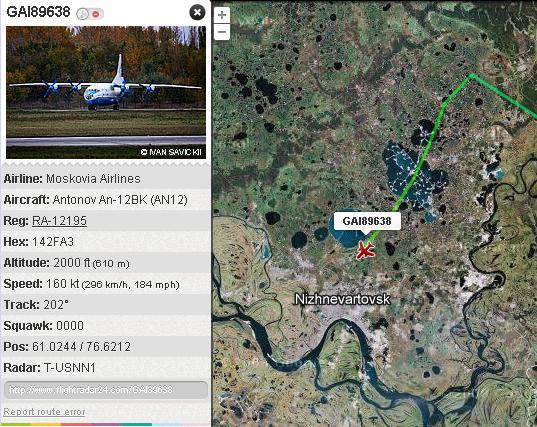 GAI89638
© IVAN SAVICKII
Airline: Moskovia Airlines
Aircraft: Antonov An-12BK (AN12)
Reg: RA-12195
Hex: 142FA3
Altitude: 2000 ft (610 m)
Speed: 160 kt (296 km/h, 184 mph)
Track: 202°
Squawk: 0000
Pos: 61.0244 / 76.6212
Radar: T-USNN1
http://www.flightradar24.com/GAI89638
Report route error
+
−
GAI89638
Nizhnevartovsk